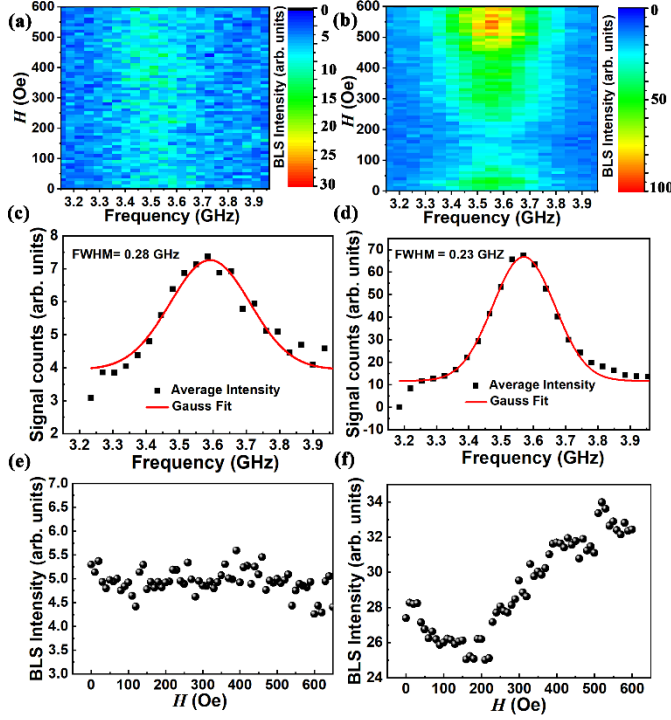 (a)
600
500
400
300
200
100
0
H (Oe)
3.2 3.3 3.4 3.5 3.6 3.7 3.8 3.9
Frequency (GHz)
0
5
10
15
20
25
30
BLS Intensity (arb. units)
(b)
600
500
400
300
200
100
0
H (Oe)
3.2 3.3 3.4 3.5 3.6 3.7 3.8 3.9
Frequency (GHz)
0
50
100
BLS Intensity (arb. units)
(c)
FWHM= 0.28 GHz
8
7
6
5
4
3
2
Signal counts (arb. units)
Average Intensity
Gauss Fit
3.2 3.3 3.4 3.5 3.6 3.7 3.8 3.9
Frequency (GHz)
(d)
FWHM = 0.23 GHZ
70
60
50
40
30
20
10
0
-10
Signal counts (arb. units)
Average Intensity
Gauss Fit
3.2 3.3 3.4 3.5 3.6 3.7 3.8 3.9
Frequency (GHz)
(e)
7.0
6.5
6.0
5.5
5.0
4.5
4.0
3.5
3.0
BLS Intensity (arb. units)
0 100 200 300 400 500 600
H (Oe)
(f)
34
32
30
28
26
24
BLS Intensity (arb. units)
0 100 200 300 400 500 600
H (Oe)